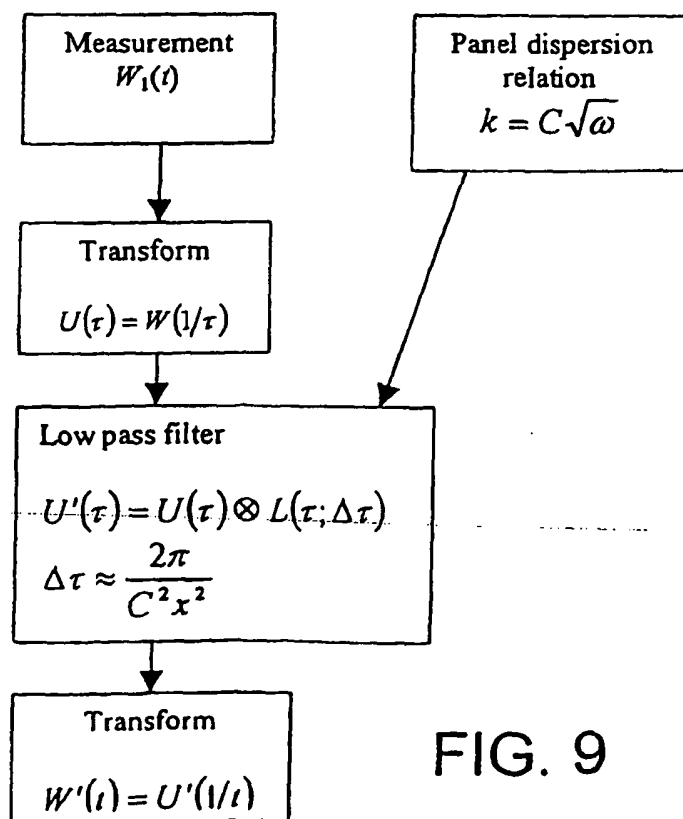 Measurement
W₁(t)
Panel dispersion
relation
k = C√ω
Transform
U(τ) = W(1/τ)
Low pass filter
U'(τ) = U(τ) ⊗ L(τ; Δτ)
Δτ ≈ 2π / C²x²
Transform
W'(t) = U'(1/t)
FIG. 9